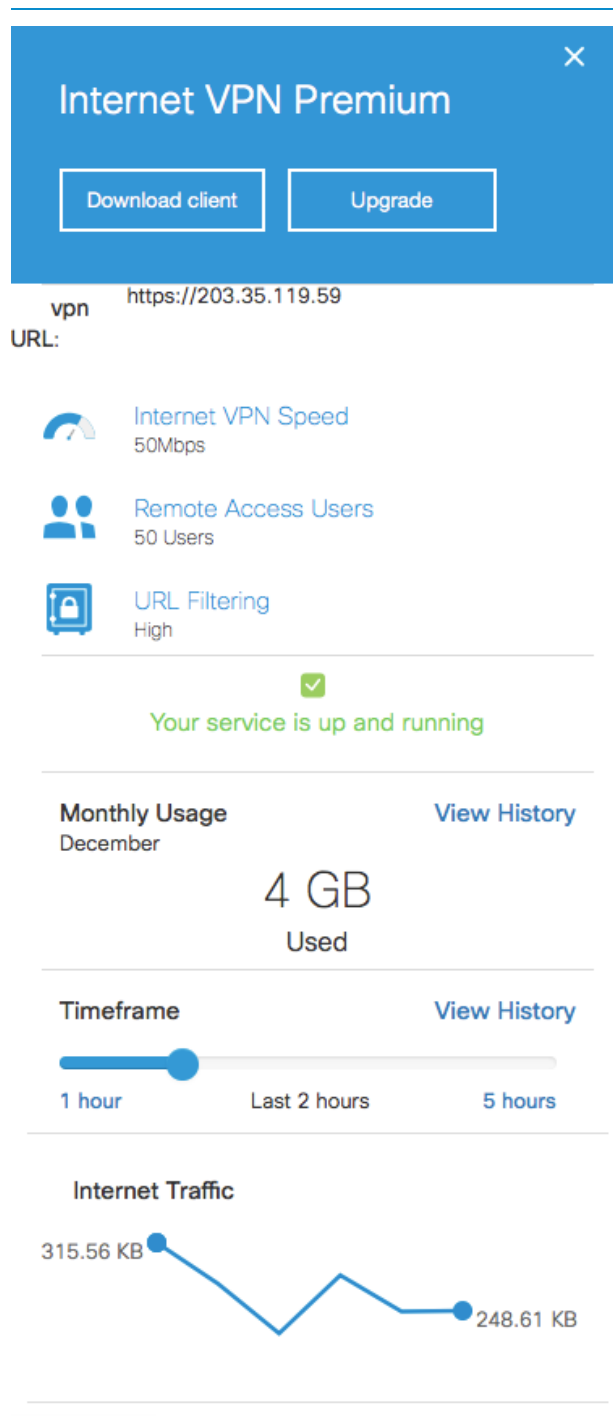 Internet VPN Premium
Download client
Upgrade
vpn
https://203.35.119.59
URL:
Internet VPN Speed
50Mbps
Remote Access Users
50 Users
URL Filtering
High
Your service is up and running
Monthly Usage
View History
December
4 GB
Used
Timeframe
View History
1 hour
Last 2 hours
5 hours
Internet Traffic
315.56 KB
248.61 KB